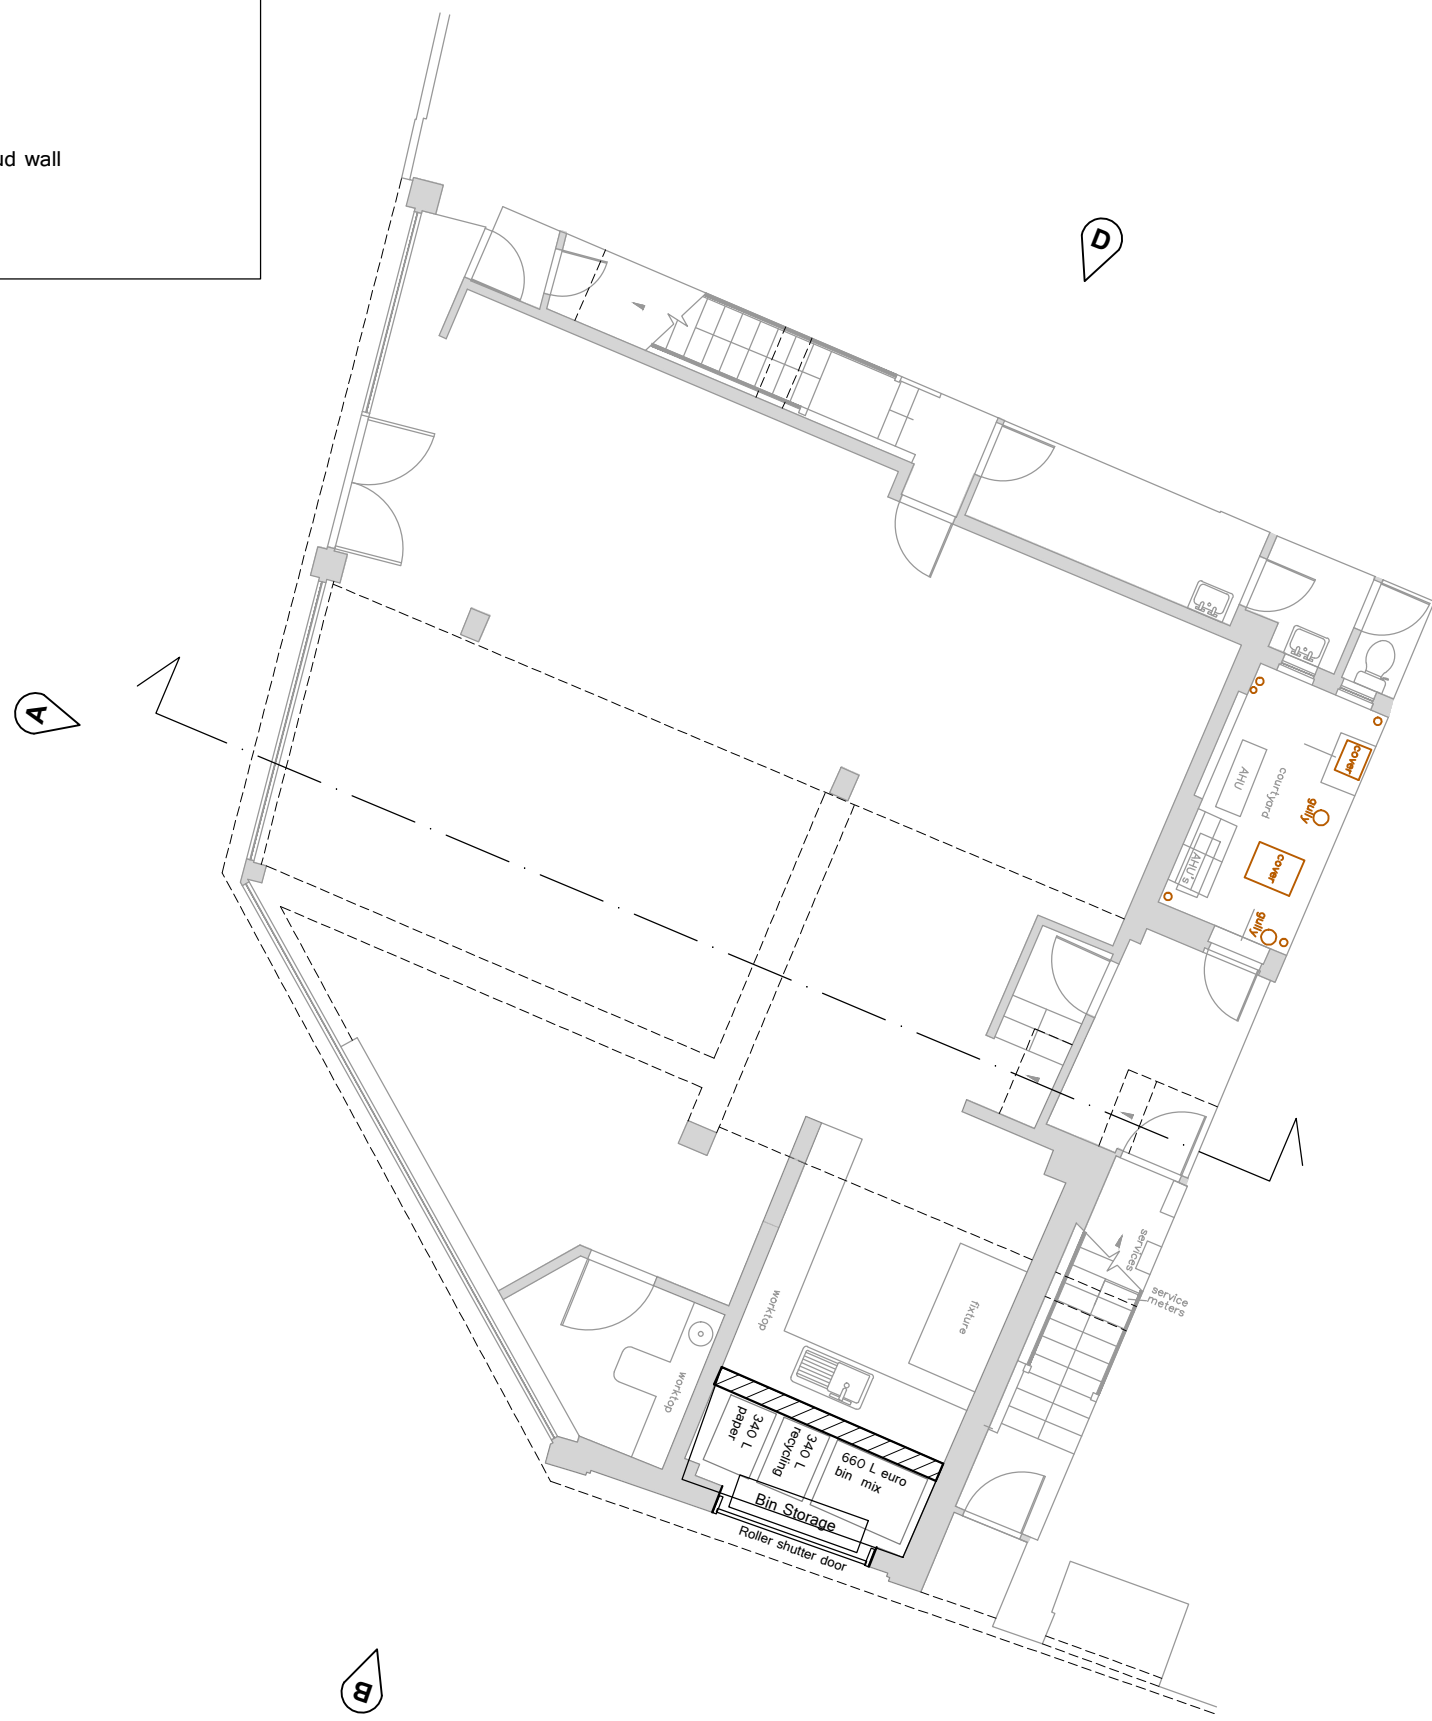 ud wall
D
A
cover
AHU
courtyard
gully
AHU's
cover
gully
services
service
meters
worktop
fixture
worktop
340 L
paper
340 L
recycling
660 L euro
bin mix
Bin Storage
Roller shutter door
B